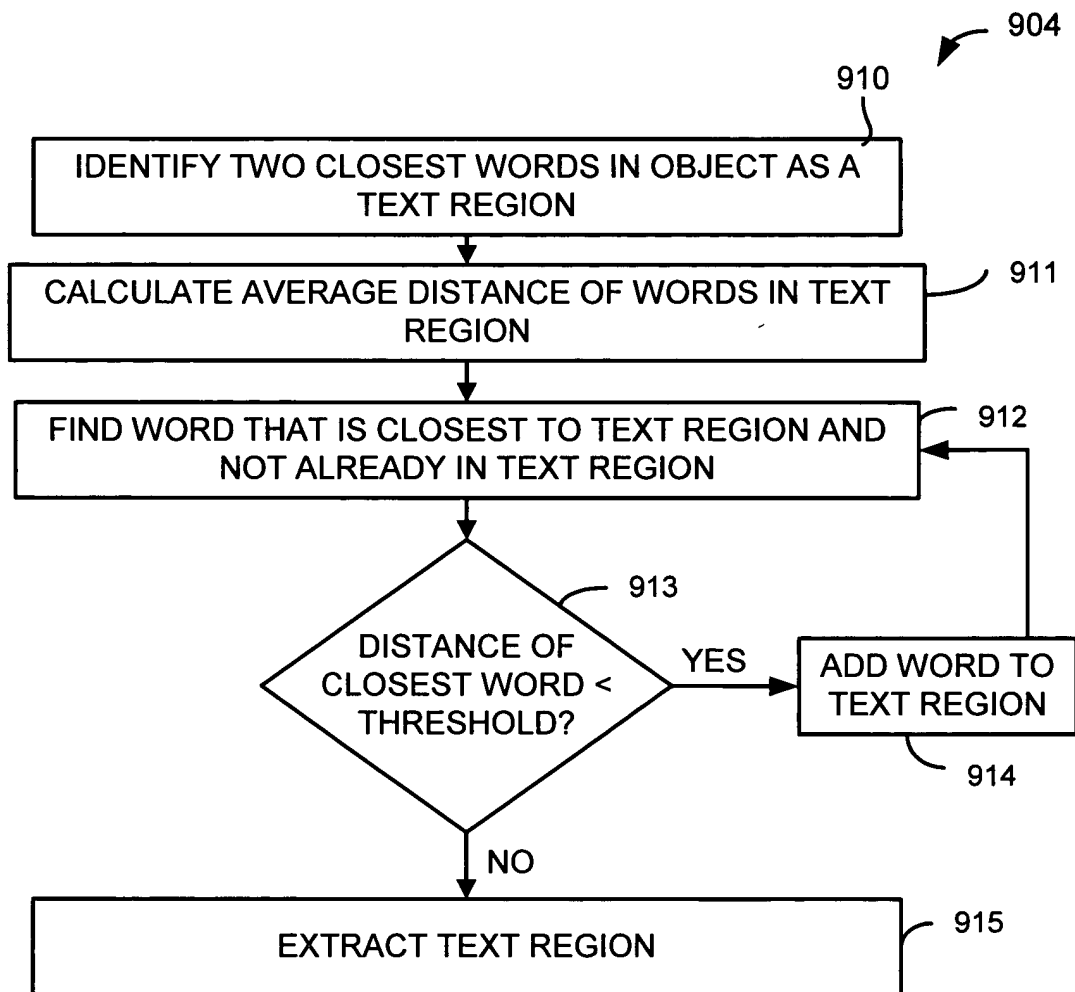 904
910
IDENTIFY TWO CLOSEST WORDS IN OBJECT AS A
TEXT REGION
CALCULATE AVERAGE DISTANCE OF WORDS IN TEXT
REGION
911
FIND WORD THAT IS CLOSEST TO TEXT REGION AND
NOT ALREADY IN TEXT REGION
912
913
DISTANCE OF
CLOSEST WORD <
THRESHOLD?
YES
ADD WORD TO
TEXT REGION
914
NO
EXTRACT TEXT REGION
915